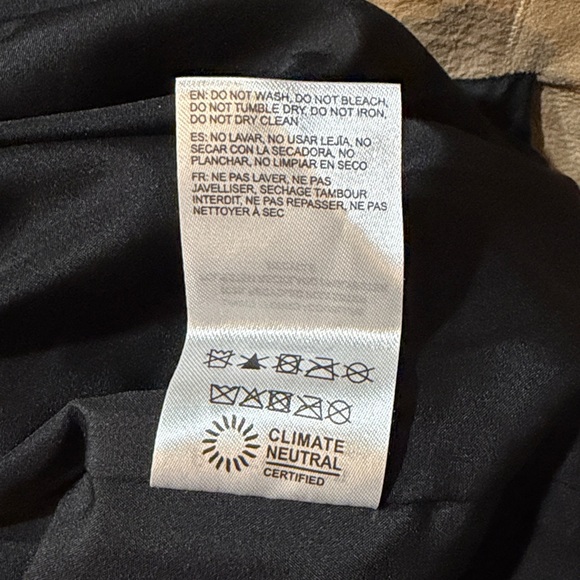 EN: DO NOT WASH, DO NOT BLEACH,
DO NOT TUMBLE DRY, DO NOT IRON,
DO NOT DRY CLEAN
ES: NO LAVAR, NO USAR LEJÍA, NO
SECAR CON LA SECADORA, NO
PLANCHAR, NO LIMPIAR EN SECO
FR: NE PAS LAVER, NE PAS
JAVELLISER, SECHAGE TAMBOUR
INTERDIT, NE PAS REPASSER, NE PAS
NETTOYER À SEC
CLIMATE
NEUTRAL
CERTIFIED